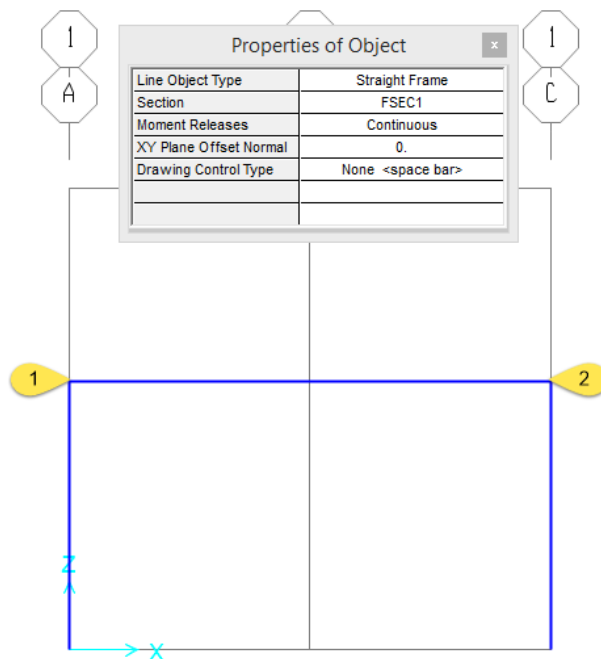 1 1
Properties of Object x
A C
Line Object Type Straight Frame
Section FSEC1
Moment Releases Continuous
XY Plane Offset Normal 0.
Drawing Control Type None <space bar>
1 2
Z
X